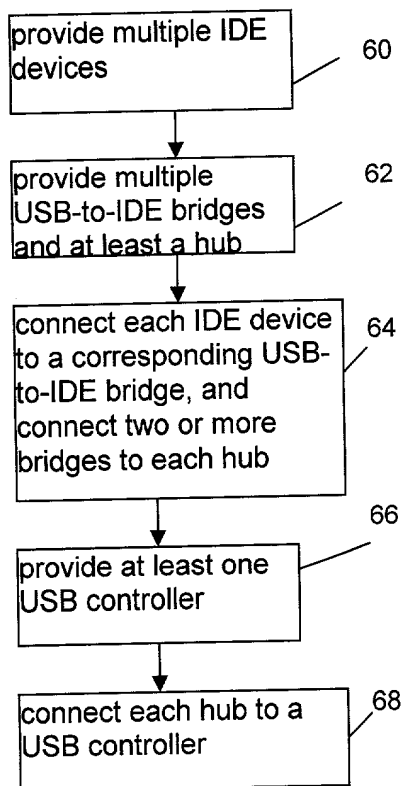 provide multiple IDE
devices
60
provide multiple
USB-to-IDE bridges
and at least a hub
62
connect each IDE device
to a corresponding USB-
to-IDE bridge, and
connect two or more
bridges to each hub
64
provide at least one
USB controller
66
connect each hub to a
USB controller
68